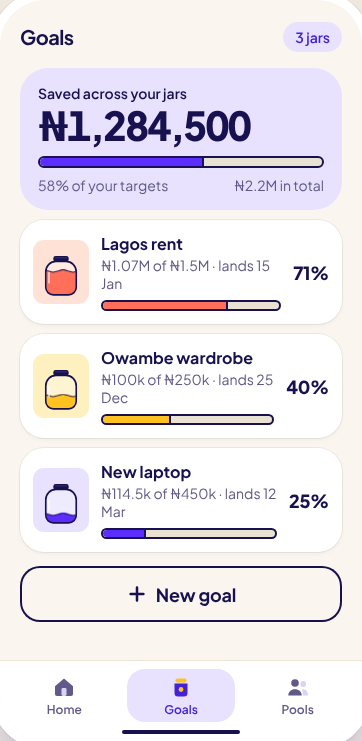 Goals
3 jars
Saved across your jars
₦1,284,500
58% of your targets
₦2.2M in total
Lagos rent
₦1.07M of ₦1.5M · lands 15
Jan
71%
Owambe wardrobe
₦100k of ₦250k · lands 25
Dec
40%
New laptop
₦114.5k of ₦450k · lands 12
Mar
25%
+ New goal
Home
Goals
Pools